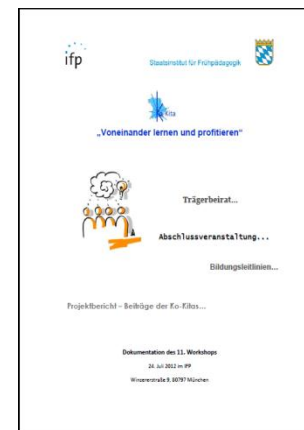 ifp
Staatsinstitut für Frühpädagogik
Ko Kita
„Voneinander lernen und profitieren“
Trägerbeirat...
Abschlussveranstaltung...
Bildungsleitlinien...
Projektbericht – Beiträge der Ko-Kitas...
Dokumentation des 11. Workshops
24. Juli 2012 im IFP
Winzererstraße 9, 80797 München